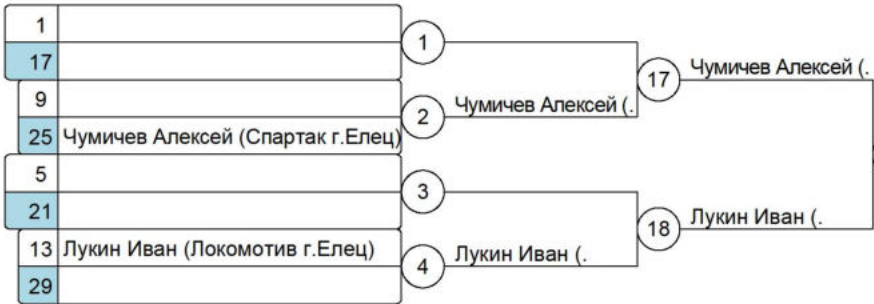 1
1
17
Чумичев Алексей (.
17
9
2
Чумичев Алексей (.
25 Чумичев Алексей (Спартак г.Елец)
5
3
21
Лукин Иван (.
18
13 Лукин Иван (Локомотив г.Елец)
4
Лукин Иван (.
29